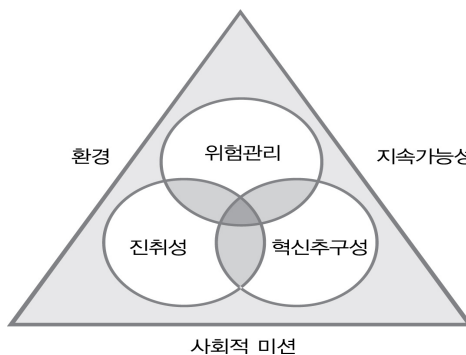 위험관리
환경
지속가능성
진취성
혁신추구성
사회적 미션